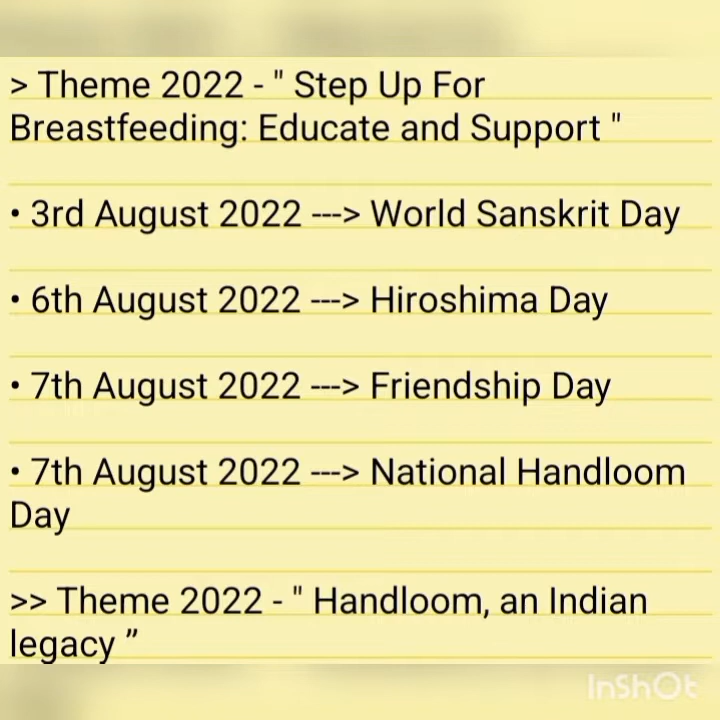 > Theme 2022 - " Step Up For
Breastfeeding: Educate and Support "
• 3rd August 2022 ---> World Sanskrit Day
• 6th August 2022 ---> Hiroshima Day
• 7th August 2022 ---> Friendship Day
• 7th August 2022 ---> National Handloom
Day
>> Theme 2022 - " Handloom, an Indian
legacy ”
InShOt